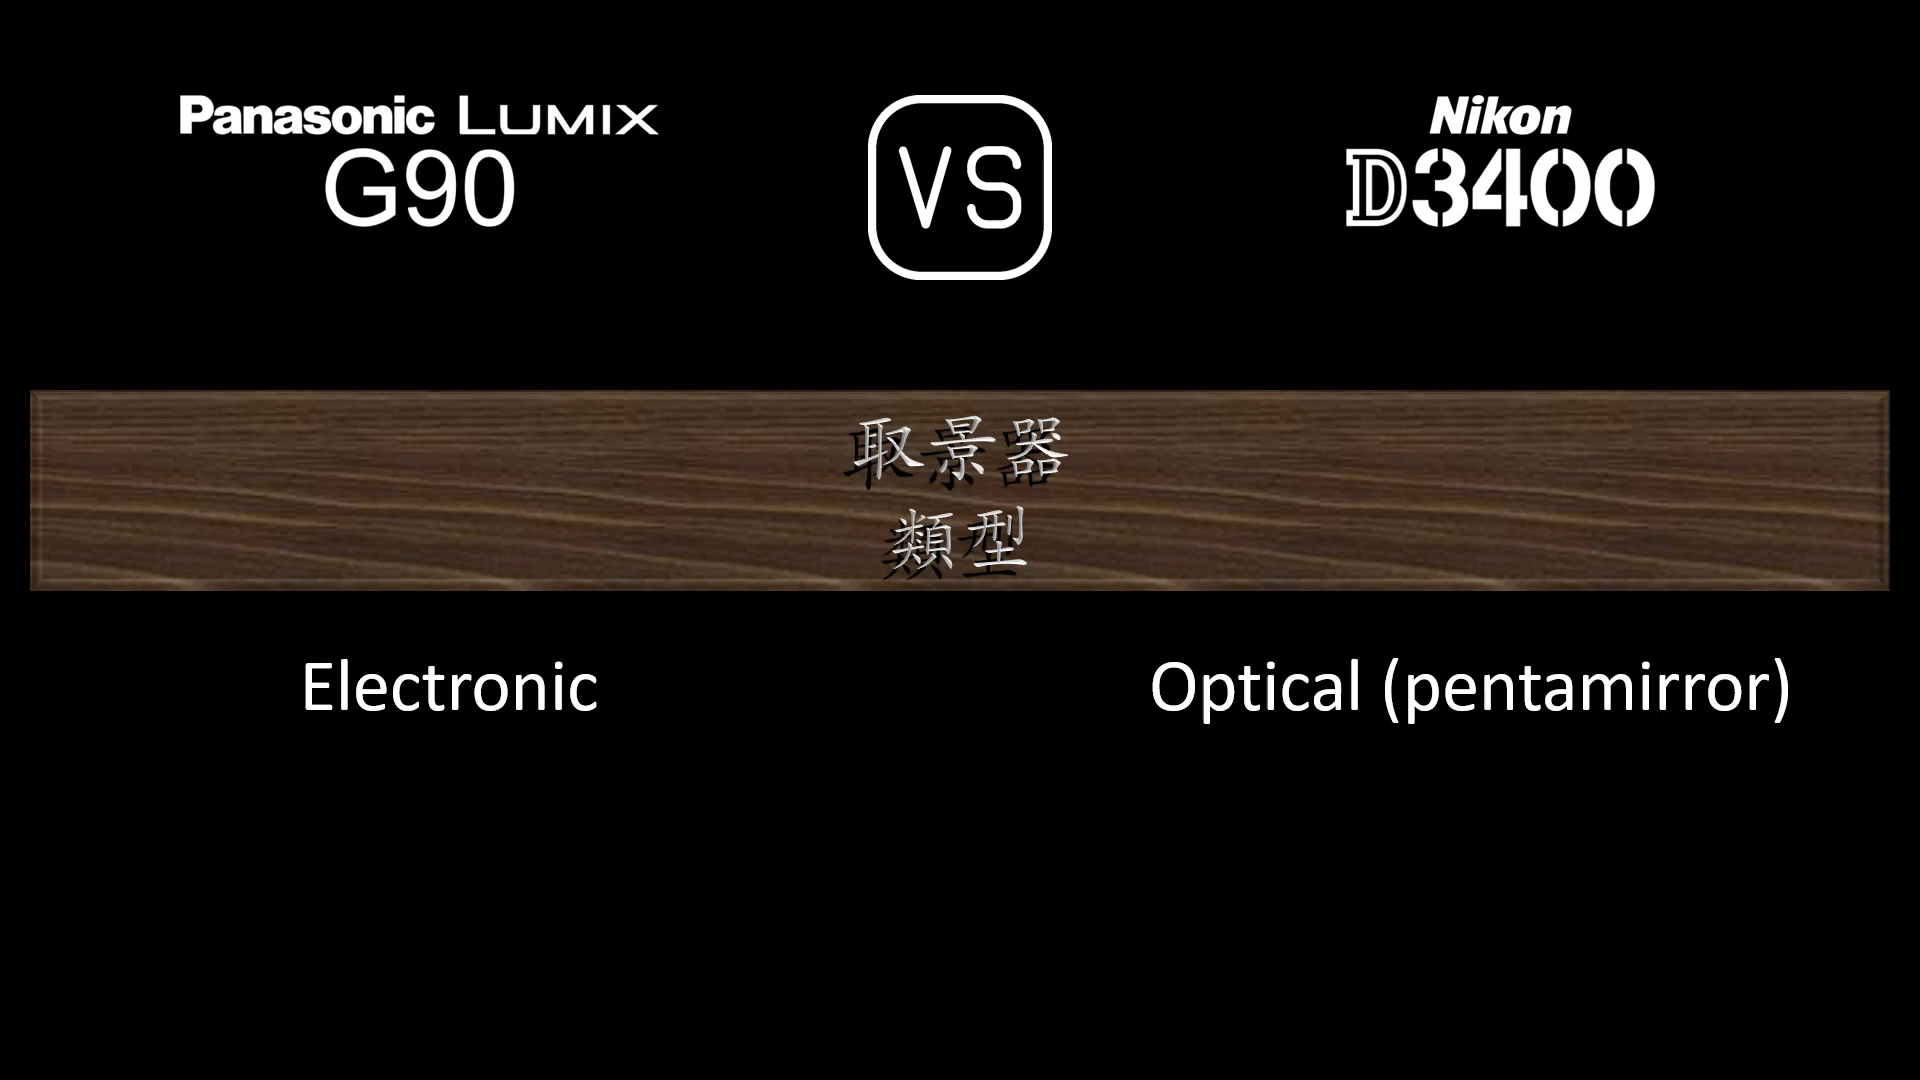 Panasonic LUMIX
G90
VS
Nikon
D3400
取景器
類型
Electronic
Optical (pentamirror)